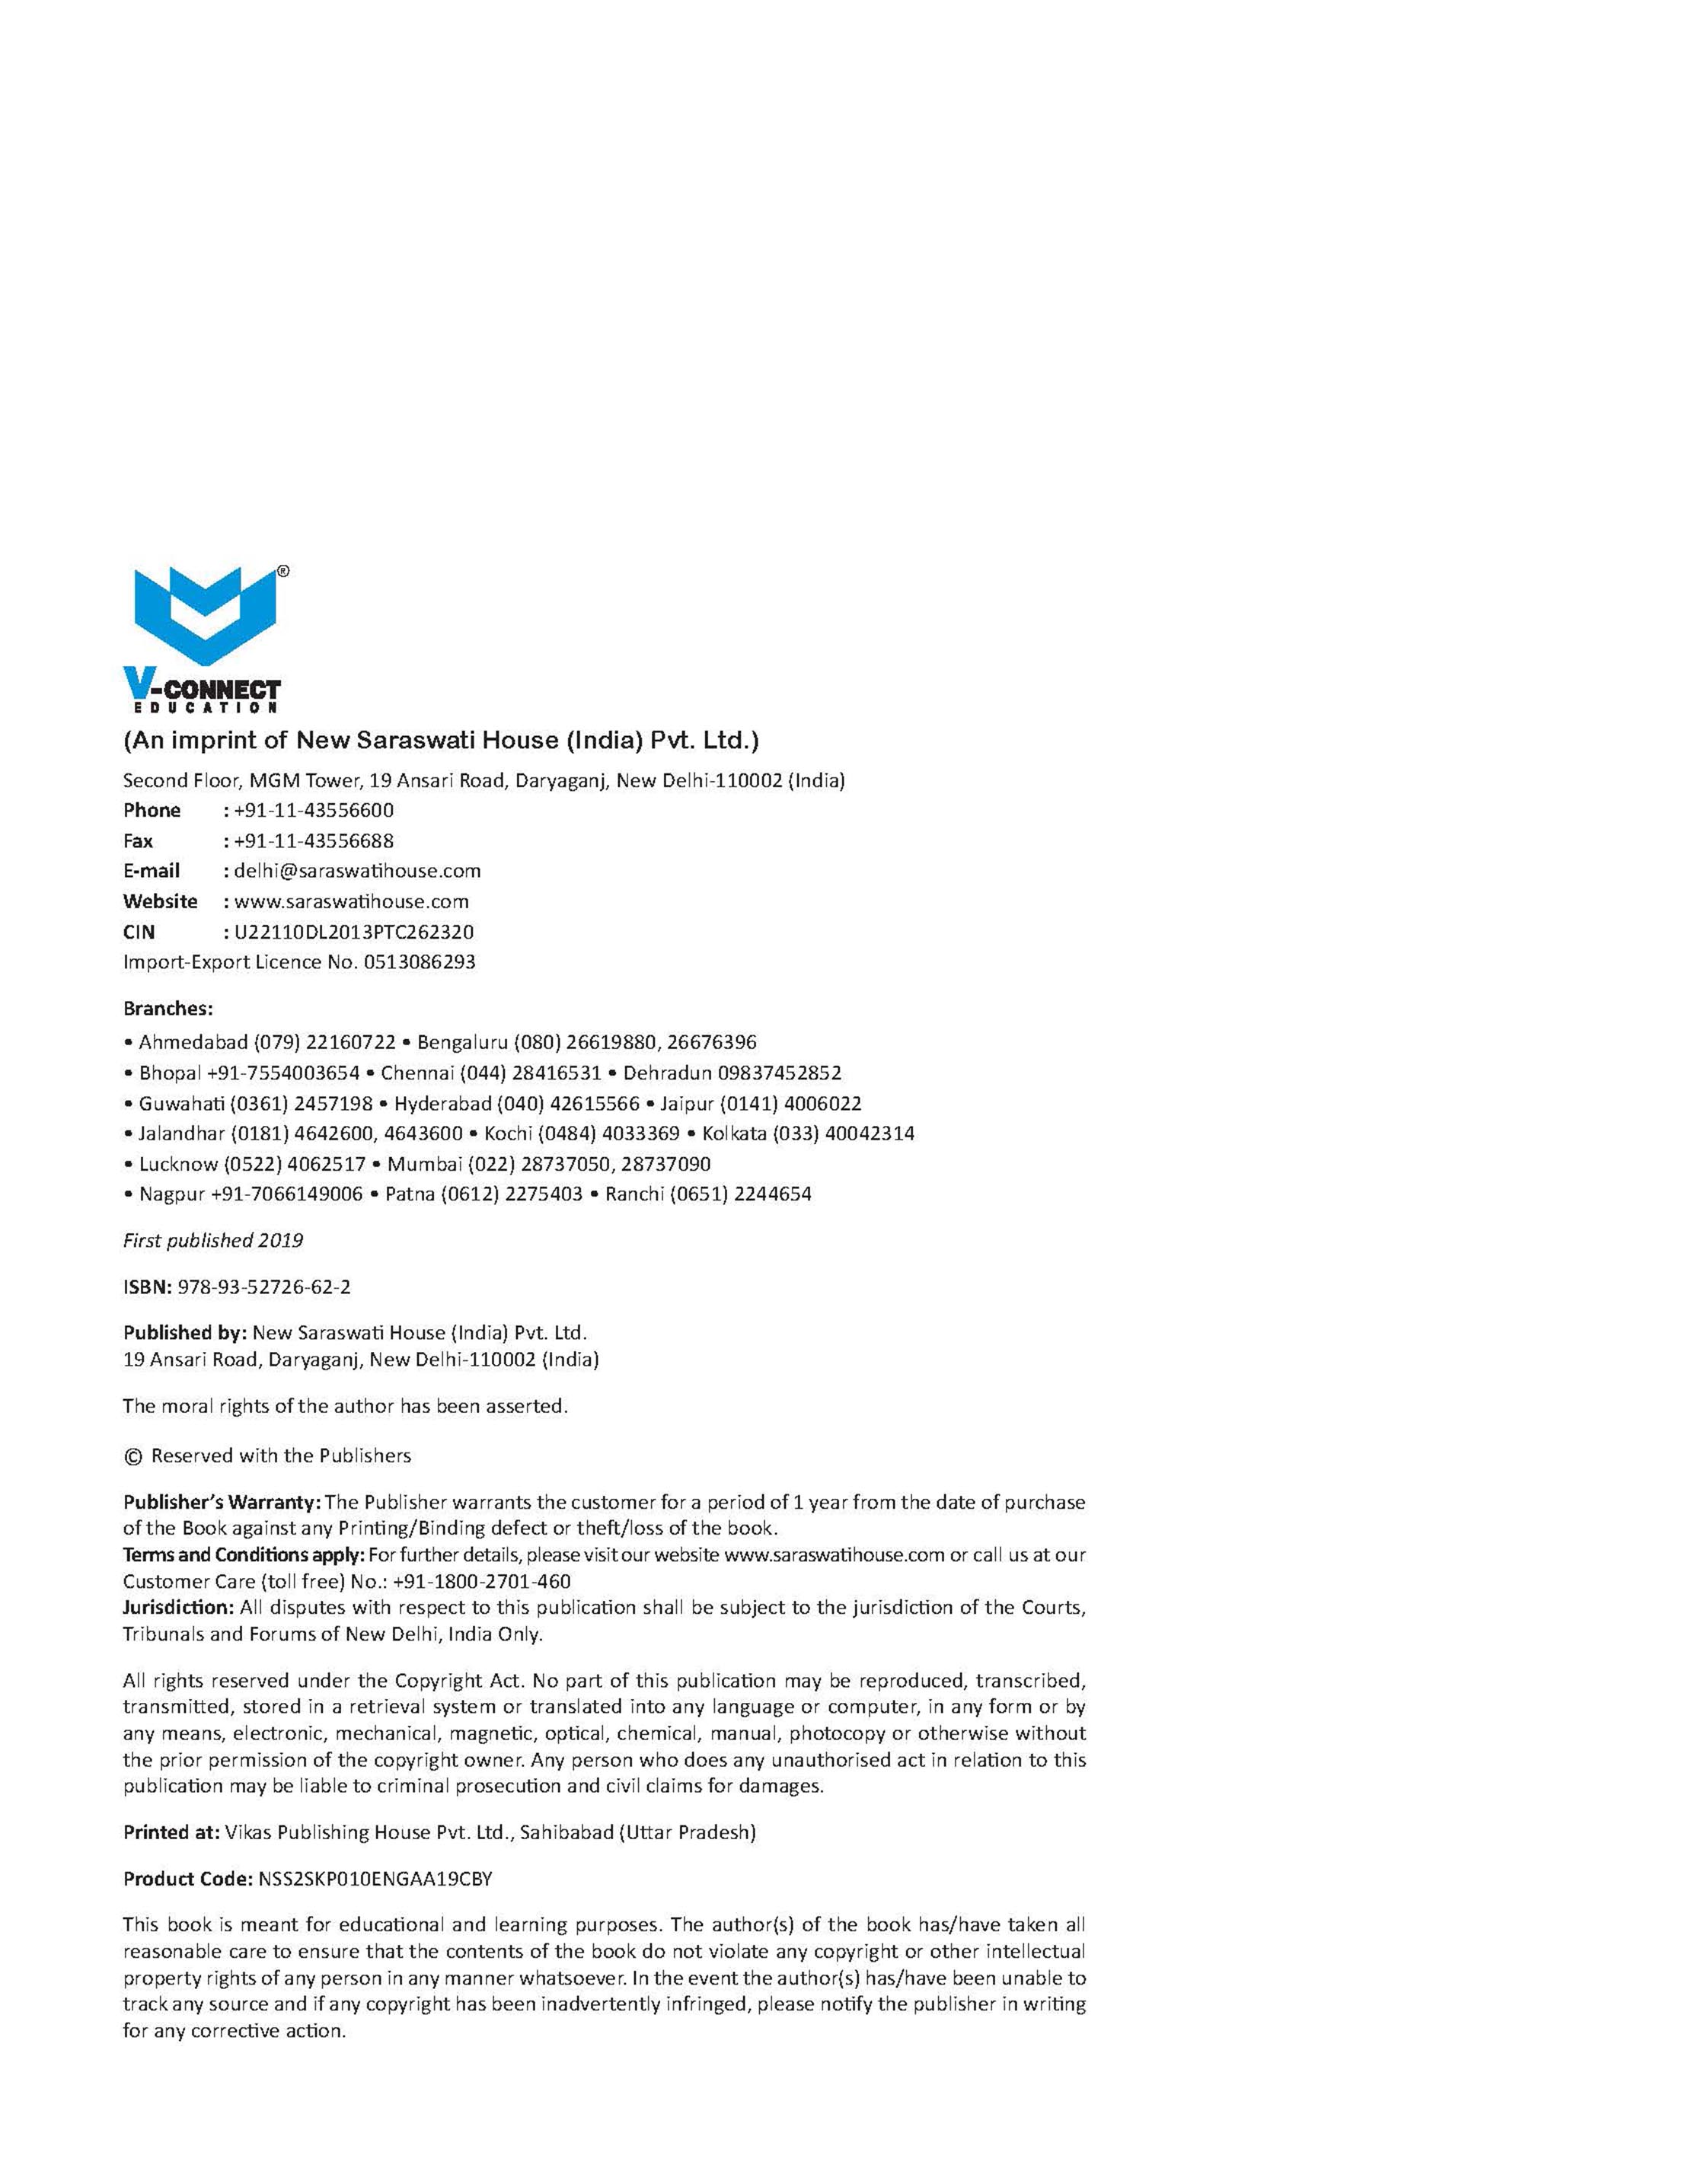 ®
V-CONNECT
EDUCATION
(An imprint of New Saraswati House (India) Pvt. Ltd.)
Second Floor, MGM Tower, 19 Ansari Road, Daryaganj, New Delhi-110002 (India)
Phone : +91-11-43556600
Fax : +91-11-43556688
E-mail : delhi@saraswatihouse.com
Website : www.saraswatihouse.com
CIN : U22110DL2013PTC262320
Import-Export Licence No. 0513086293
Branches:
• Ahmedabad (079) 22160722 • Bengaluru (080) 26619880, 26676396
• Bhopal +91-7554003654 • Chennai (044) 28416531 • Dehradun 09837452852
• Guwahati (0361) 2457198 • Hyderabad (040) 42615566 • Jaipur (0141) 4006022
• Jalandhar (0181) 4642600, 4643600 • Kochi (0484) 4033369 • Kolkata (033) 40042314
• Lucknow (0522) 4062517 • Mumbai (022) 28737050, 28737090
• Nagpur +91-7066149006 • Patna (0612) 2275403 • Ranchi (0651) 2244654
First published 2019
ISBN: 978-93-52726-62-2
Published by: New Saraswati House (India) Pvt. Ltd.
19 Ansari Road, Daryaganj, New Delhi-110002 (India)
The moral rights of the author has been asserted.
© Reserved with the Publishers
Publisher’s Warranty: The Publisher warrants the customer for a period of 1 year from the date of purchase
of the Book against any Printing/Binding defect or theft/loss of the book.
Terms and Conditions apply: For further details, please visit our website www.saraswatihouse.com or call us at our
Customer Care (toll free) No.: +91-1800-2701-460
Jurisdiction: All disputes with respect to this publication shall be subject to the jurisdiction of the Courts,
Tribunals and Forums of New Delhi, India Only.
All rights reserved under the Copyright Act. No part of this publication may be reproduced, transcribed,
transmitted, stored in a retrieval system or translated into any language or computer, in any form or by
any means, electronic, mechanical, magnetic, optical, chemical, manual, photocopy or otherwise without
the prior permission of the copyright owner. Any person who does any unauthorised act in relation to this
publication may be liable to criminal prosecution and civil claims for damages.
Printed at: Vikas Publishing House Pvt. Ltd., Sahibabad (Uttar Pradesh)
Product Code: NSS2SKP010ENGAA19CBY
This book is meant for educational and learning purposes. The author(s) of the book has/have taken all
reasonable care to ensure that the contents of the book do not violate any copyright or other intellectual
property rights of any person in any manner whatsoever. In the event the author(s) has/have been unable to
track any source and if any copyright has been inadvertently infringed, please notify the publisher in writing
for any corrective action.